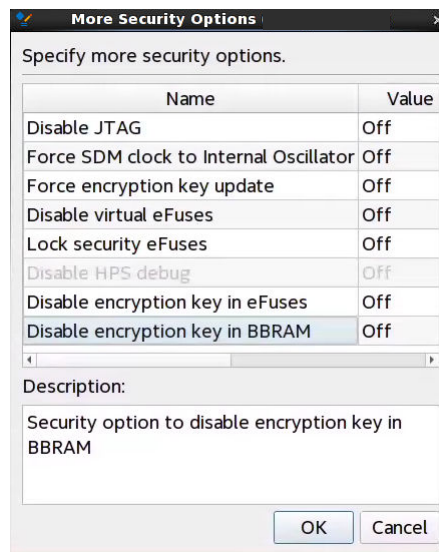 More Security Options
Specify more security options.
Name Value
Disable JTAG Off
Force SDM clock to Internal Oscillator Off
Force encryption key update Off
Disable virtual eFuses Off
Lock security eFuses Off
Disable HPS debug Off
Disable encryption key in eFuses Off
Disable encryption key in BBRAM Off
Description:
Security option to disable encryption key in
BBRAM
OK Cancel